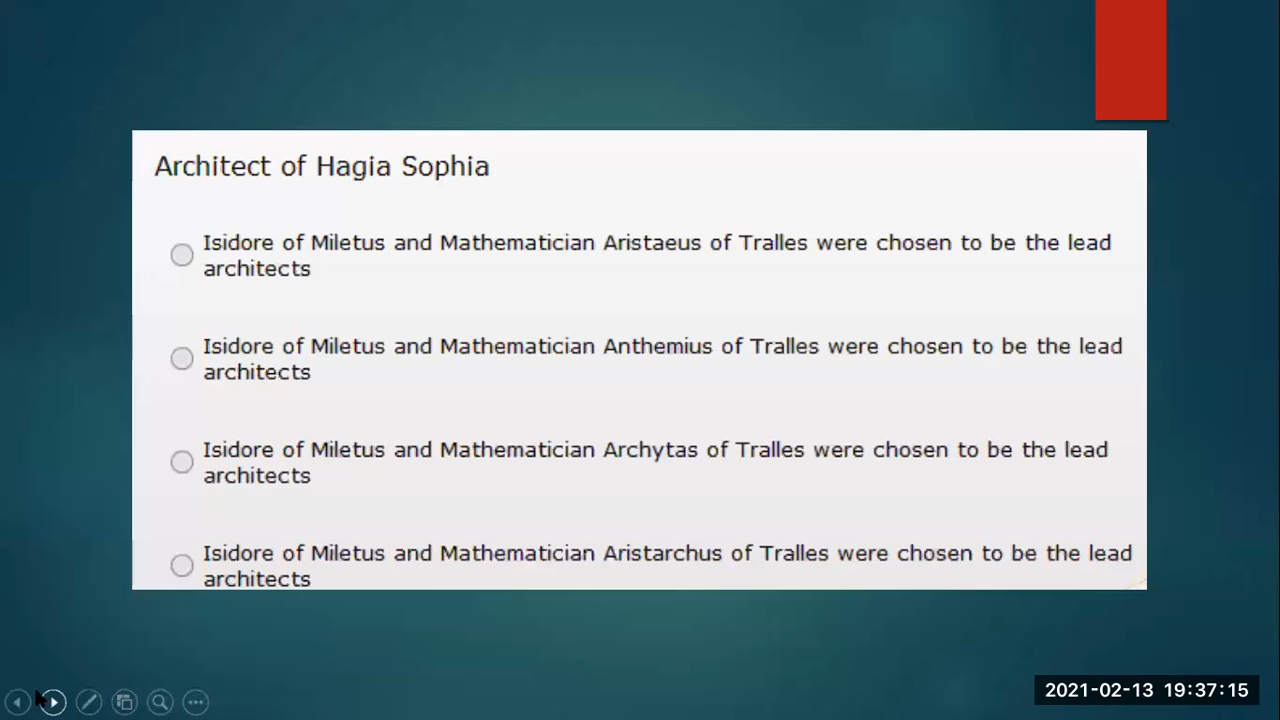 Architect of Hagia Sophia
Isidore of Miletus and Mathematician Aristaeus of Tralles were chosen to be the lead
architects
Isidore of Miletus and Mathematician Anthemius of Tralles were chosen to be the lead
architects
Isidore of Miletus and Mathematician Archytas of Tralles were chosen to be the lead
architects
Isidore of Miletus and Mathematician Aristarchus of Tralles were chosen to be the lead
architects
2021-02-13 19:37:15